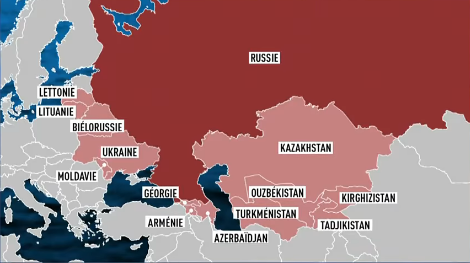 RUSSIE
LETTONIE
LITUANIE
BIÉLORUSSIE
UKRAINE
KAZAKHSTAN
MOLDAVIE
GÉORGIE
OUZBÉKISTAN
KIRGHIZISTAN
ARMÉNIE
TURKMÉNISTAN
TADJIKISTAN
AZERBAÏDJAN